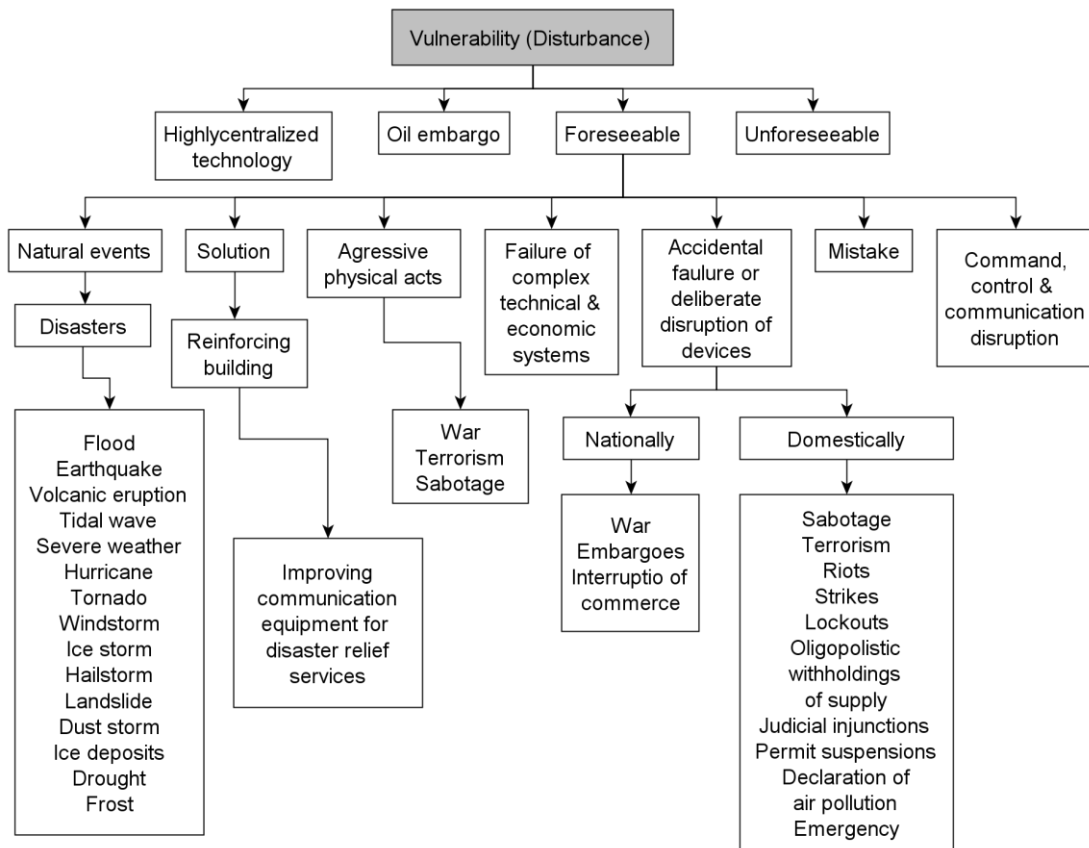 Vulnerability (Disturbance)
Highlycentralized
technology
Oil embargo
Foreseeable
Unforeseeable
Natural events
Solution
Agressive
physical acts
Failure of
complex
technical &
economic
systems
Accidental
faulure or
deliberate
disruption of
devices
Mistake
Command,
control &
communication
disruption
Disasters
Reinforcing
building
Flood
Earthquake
Volcanic eruption
Tidal wave
Severe weather
Hurricane
Tornado
Windstorm
Ice storm
Hailstorm
Landslide
Dust storm
Ice deposits
Drought
Frost
Improving
communication
equipment for
disaster relief
services
War
Terrorism
Sabotage
Nationally
Domestically
War
Embargoes
Interruptio of
commerce
Sabotage
Terrorism
Riots
Strikes
Lockouts
Oligopolistic
withholdings
of supply
Judicial injunctions
Permit suspensions
Declaration of
air pollution
Emergency